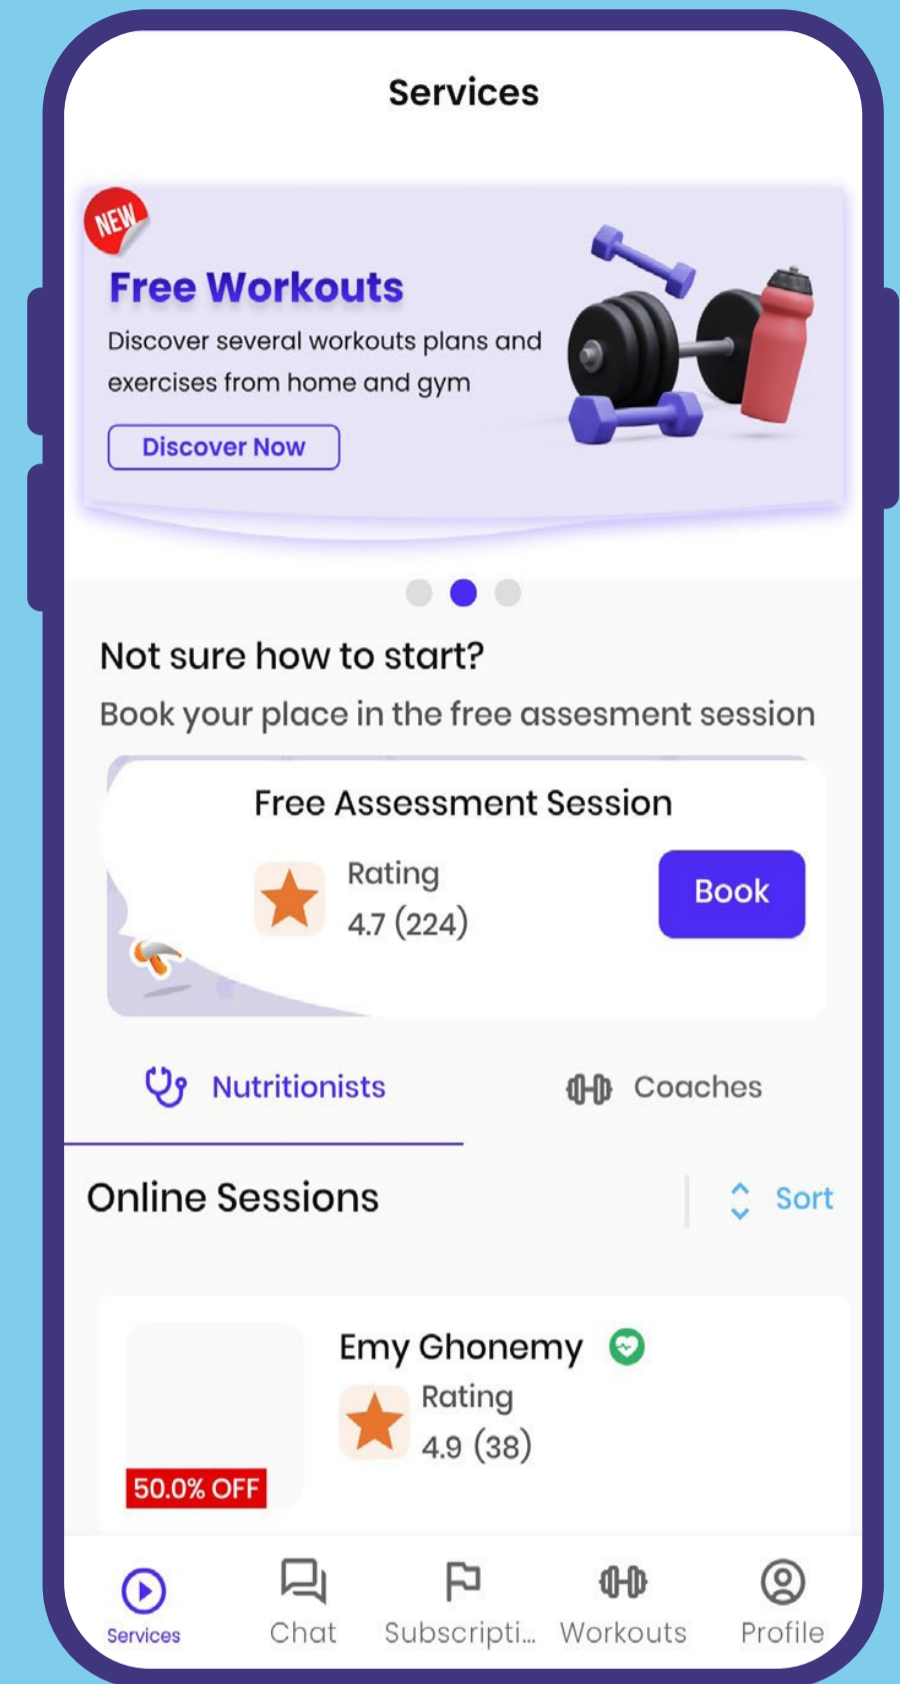 Services
NEW
Free Workouts
Discover several workouts plans and
exercises from home and gym
Discover Now
Not sure how to start?
Book your place in the free assesment session
Free Assessment Session
Rating
4.7 (224)
Book
Nutritionists
Coaches
Online Sessions
Sort
Emy Ghonemy
Rating
4.9 (38)
50.0% OFF
Services
Chat
Subscripti...
Workouts
Profile